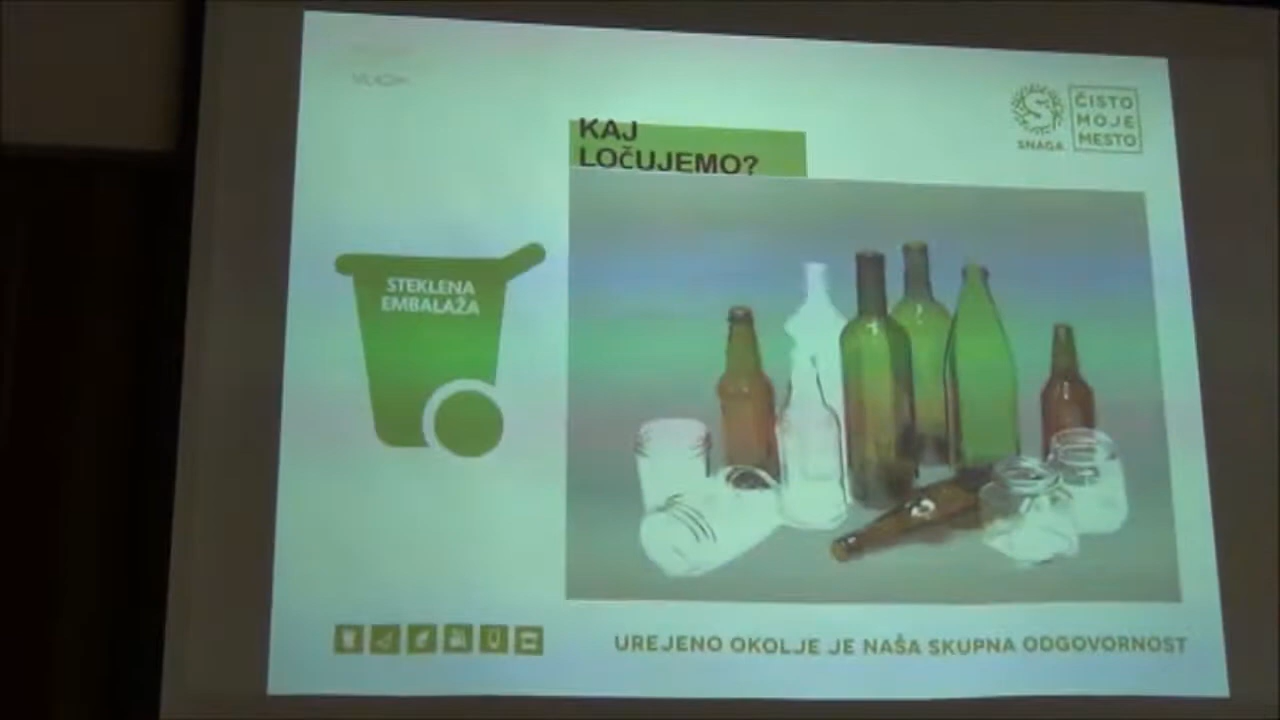 KAJ
LOČUJEMO?
SNAGA
ČISTO
MOJE
MESTO
STEKLENA
EMBALAŽA
UREJENO OKOLJE JE NAŠA SKUPNA ODGOVORNOST